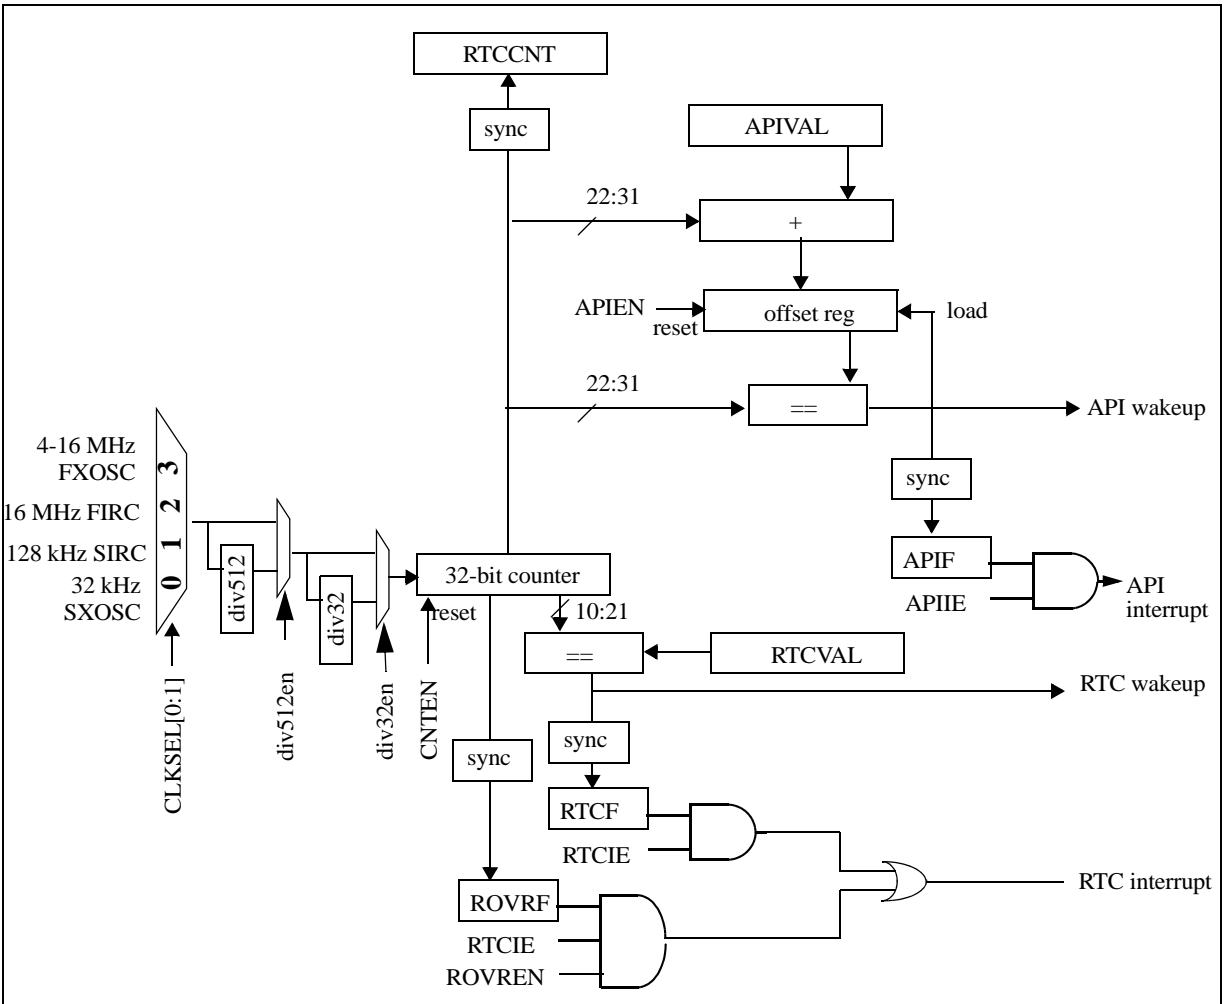 RTCCNT
sync
APIVAL
22:31
+
APIEN
reset
offset reg
load
22:31
==
API wakeup
4-16 MHz
FXOSC
3
16 MHz FIRC
2
128 kHz SIRC
1
32 kHz
SXOSC
0
div512
div32
32-bit counter
reset
10:21
sync
APIF
APIIE
API
interrupt
==
RTCVAL
RTC wakeup
CLKSEL[0:1]
div512en
div32en
CNTEN
sync
sync
RTCF
RTCIE
RTC interrupt
ROVRF
RTCIE
ROVREN